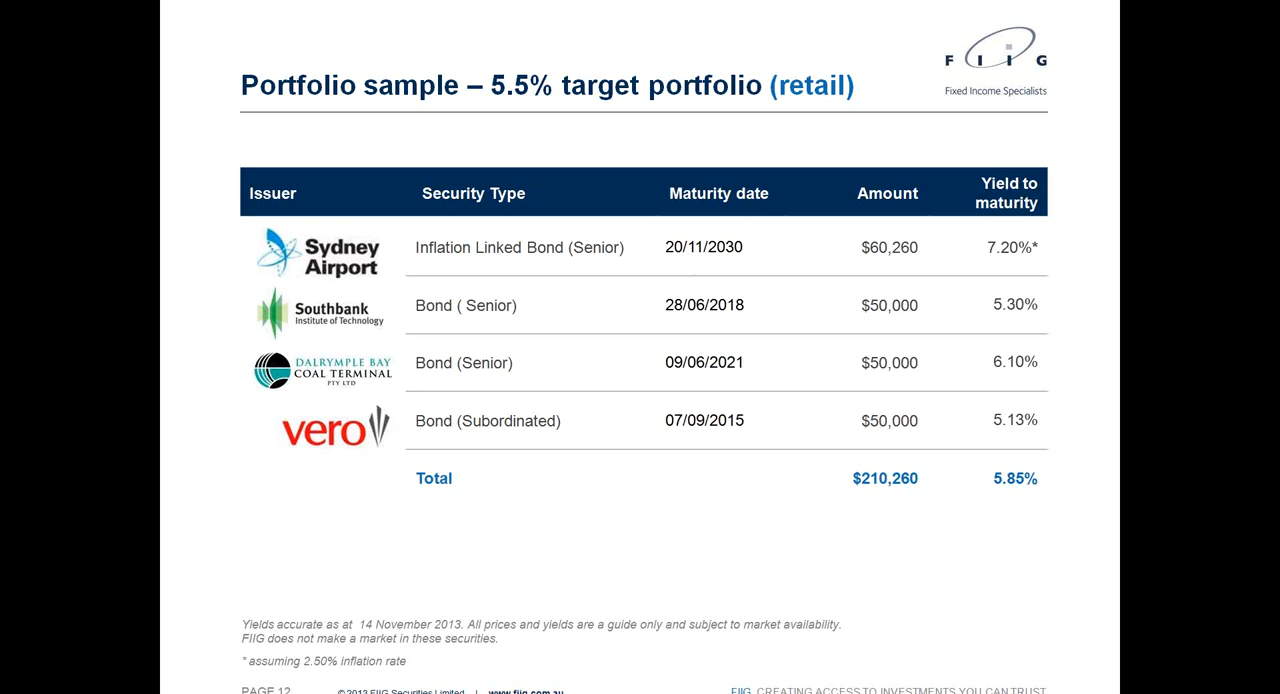 F I I G
Fixed Income Specialists
Portfolio sample – 5.5% target portfolio (retail)
Issuer Security Type Maturity date Amount Yield to maturity
Sydney Airport Inflation Linked Bond (Senior) 20/11/2030 $60,260 7.20%*
Southbank Institute of Technology Bond ( Senior) 28/06/2018 $50,000 5.30%
DALRYMPLE BAY COAL TERMINAL PTY LTD Bond (Senior) 09/06/2021 $50,000 6.10%
vero Bond (Subordinated) 07/09/2015 $50,000 5.13%
Total $210,260 5.85%
Yields accurate as at 14 November 2013. All prices and yields are a guide only and subject to market availability.
FIIG does not make a market in these securities.
* assuming 2.50% inflation rate
PAGE 12 © 2013 FIIG Securities Limited | www.fiig.com.au FIIG. CREATING ACCESS TO INVESTMENTS YOU CAN TRUST